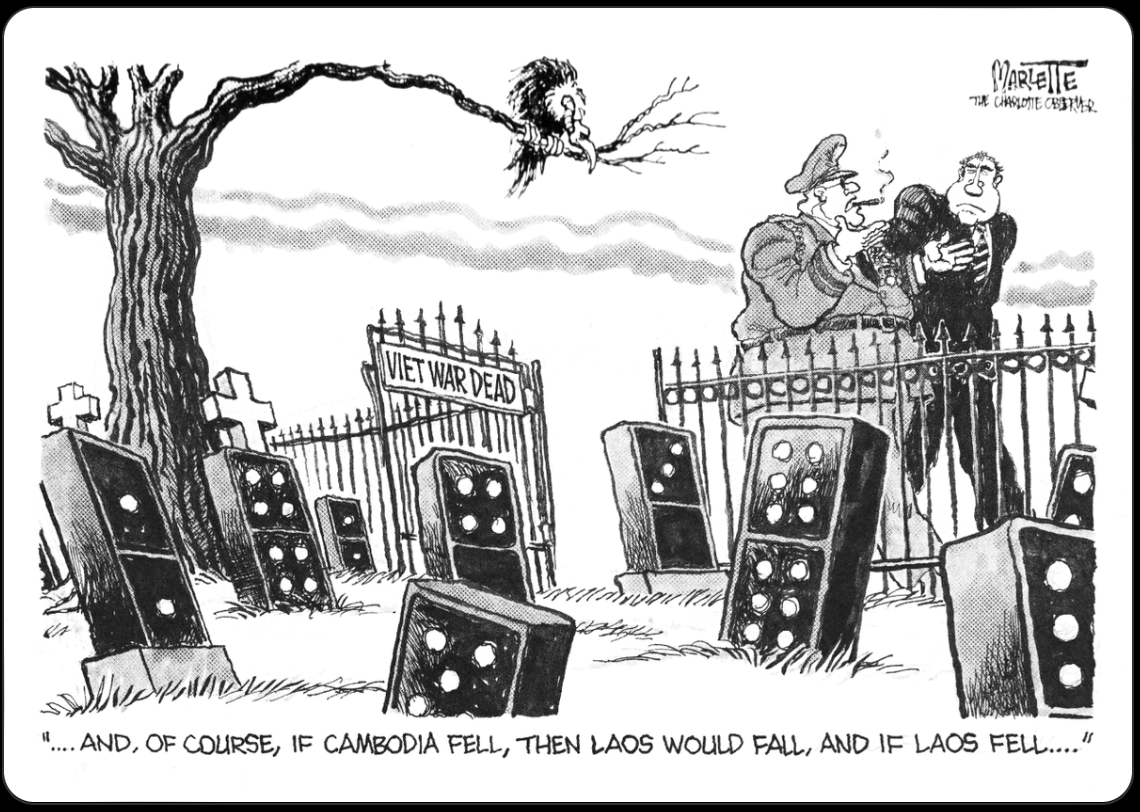 MARLETTE
THE CHARLOTTE OBSERVER
VIET WAR DEAD
"....AND, OF COURSE, IF CAMBODIA FELL, THEN LAOS WOULD FALL, AND IF LAOS FELL...."